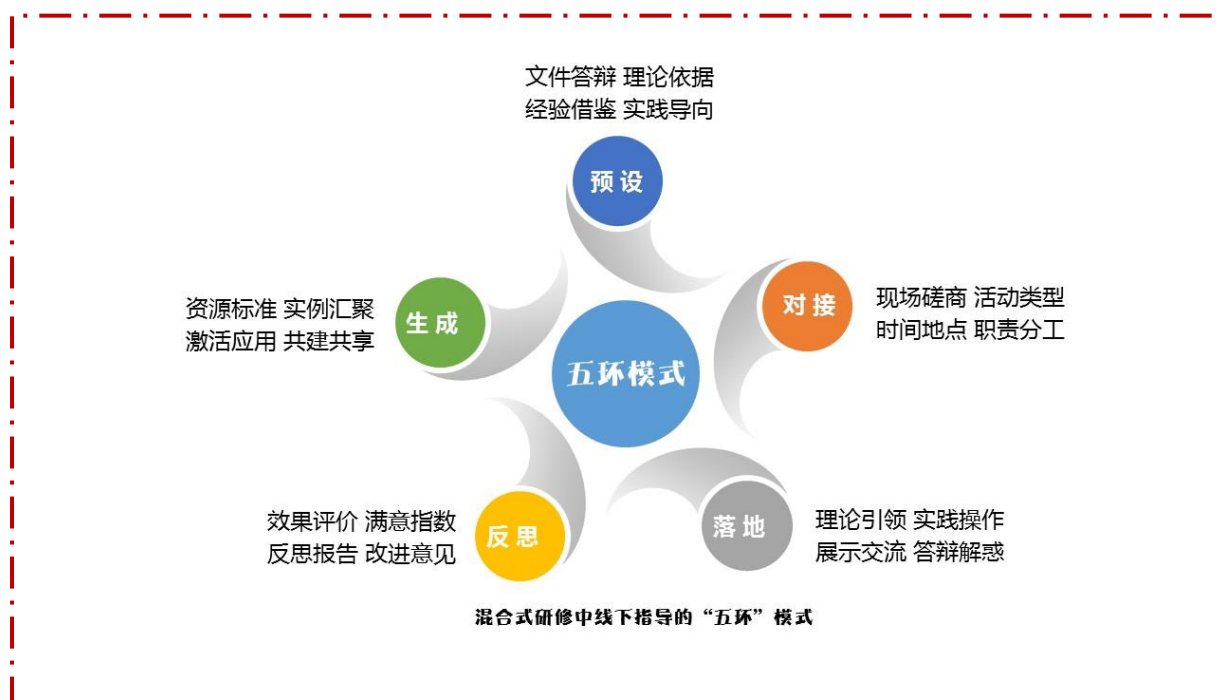 文件答辩 理论依据
经验借鉴 实践导向
预设
对接
现场磋商 活动类型
时间地点 职责分工
资源标准 实例汇聚
激活应用 共建共享
生成
五环模式
效果评价 满意指数
反思报告 改进意见
反思
落地
理论引领 实践操作
展示交流 答辩解惑
混合式研修中线下指导的“五环”模式